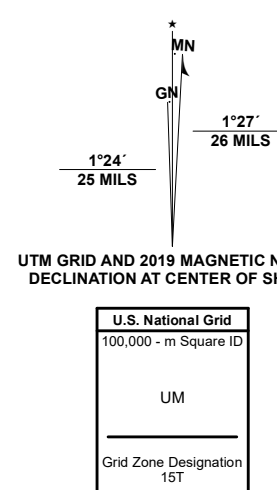 ★
MN
GN
1°27´
26 MILS
1°24´
25 MILS
UTM GRID AND 2019 MAGNETIC
DECLINATION AT CENTER OF
U.S. National Grid
100,000 - m Square ID
UM
Grid Zone Designation
15T